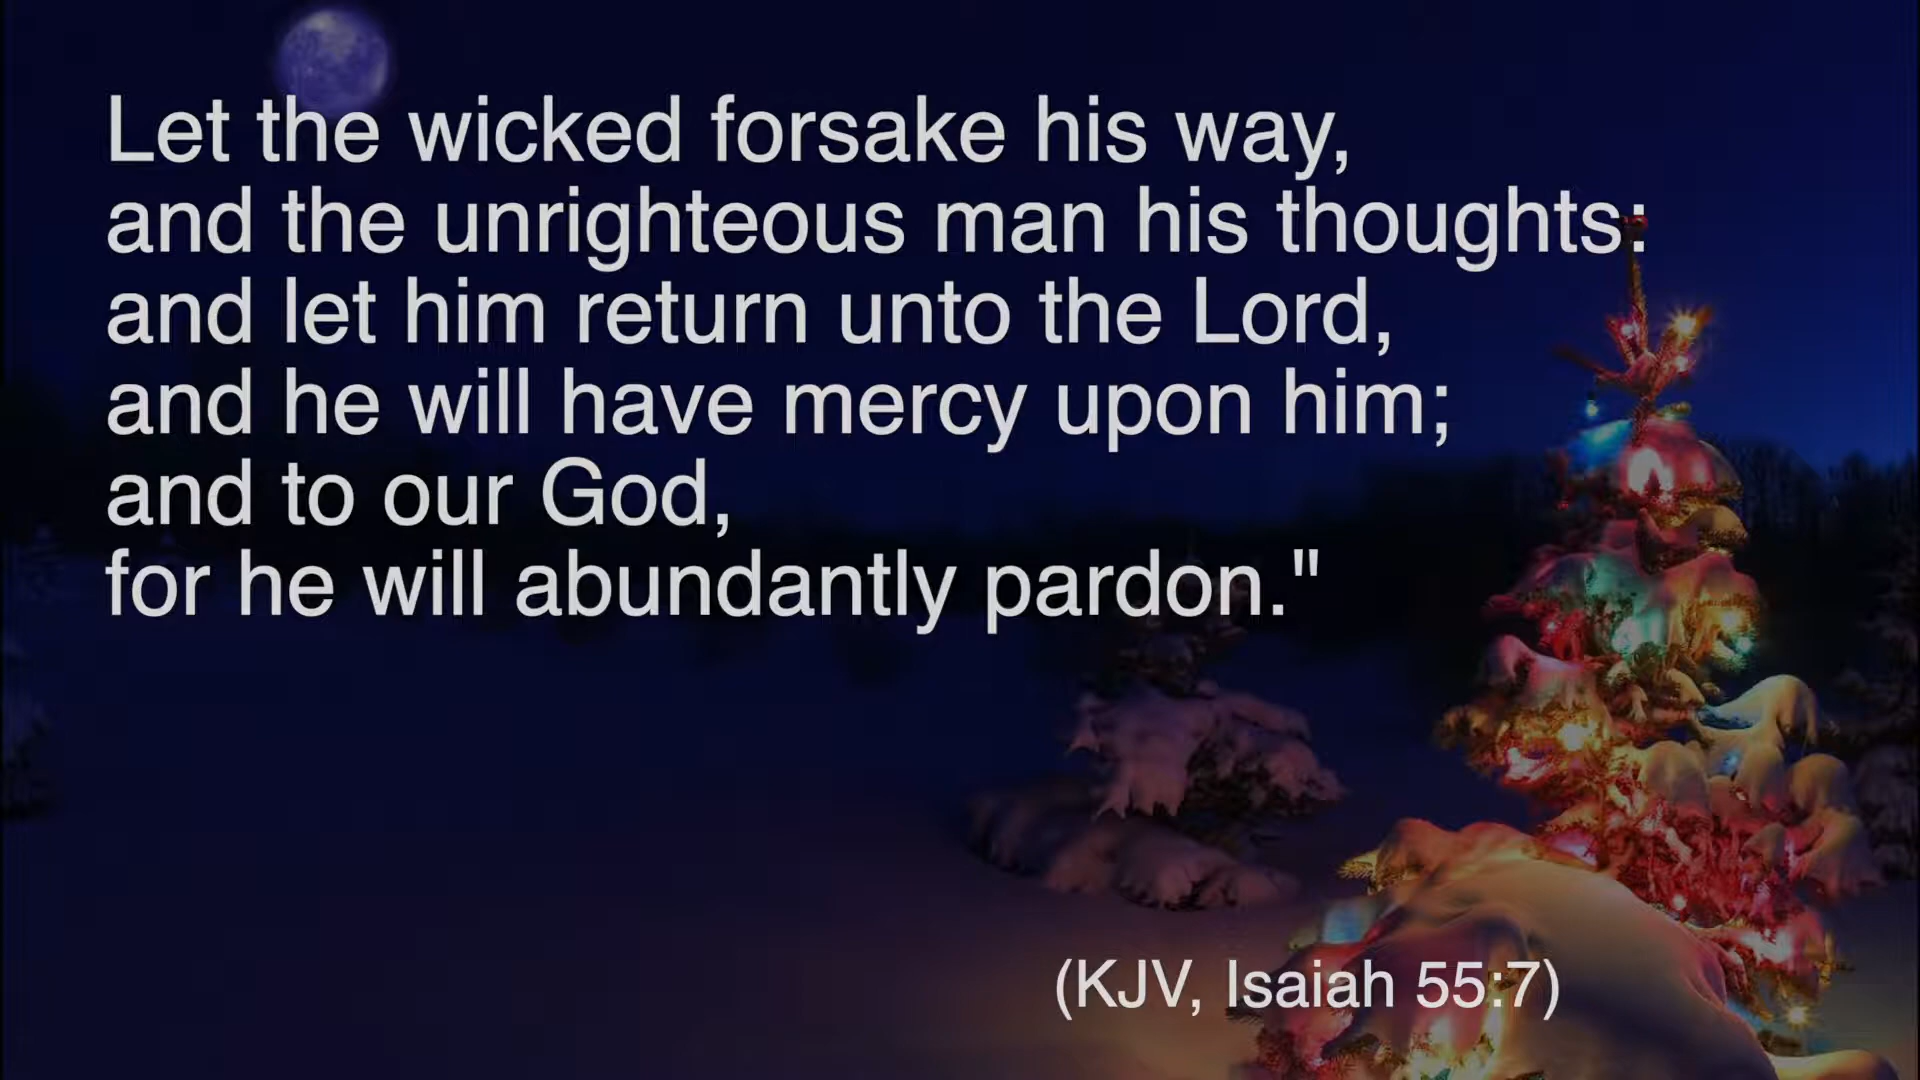 Let the wicked forsake his way,
and the unrighteous man his thoughts:
and let him return unto the Lord,
and he will have mercy upon him;
and to our God,
for he will abundantly pardon."
(KJV, Isaiah 55:7)